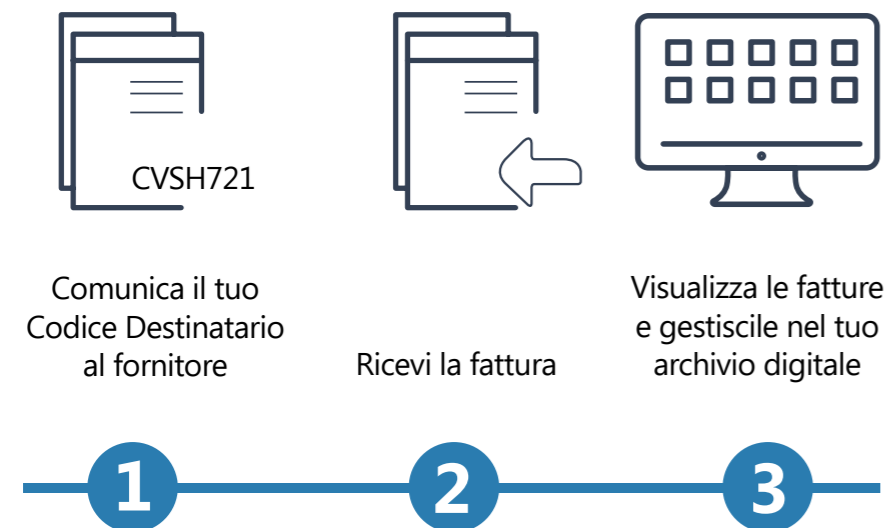 CVSH721
Comunica il tuo
Codice Destinatario
al fornitore
Ricevi la fattura
Visualizza le fatture
e gestiscile nel tuo
archivio digitale
1
2
3